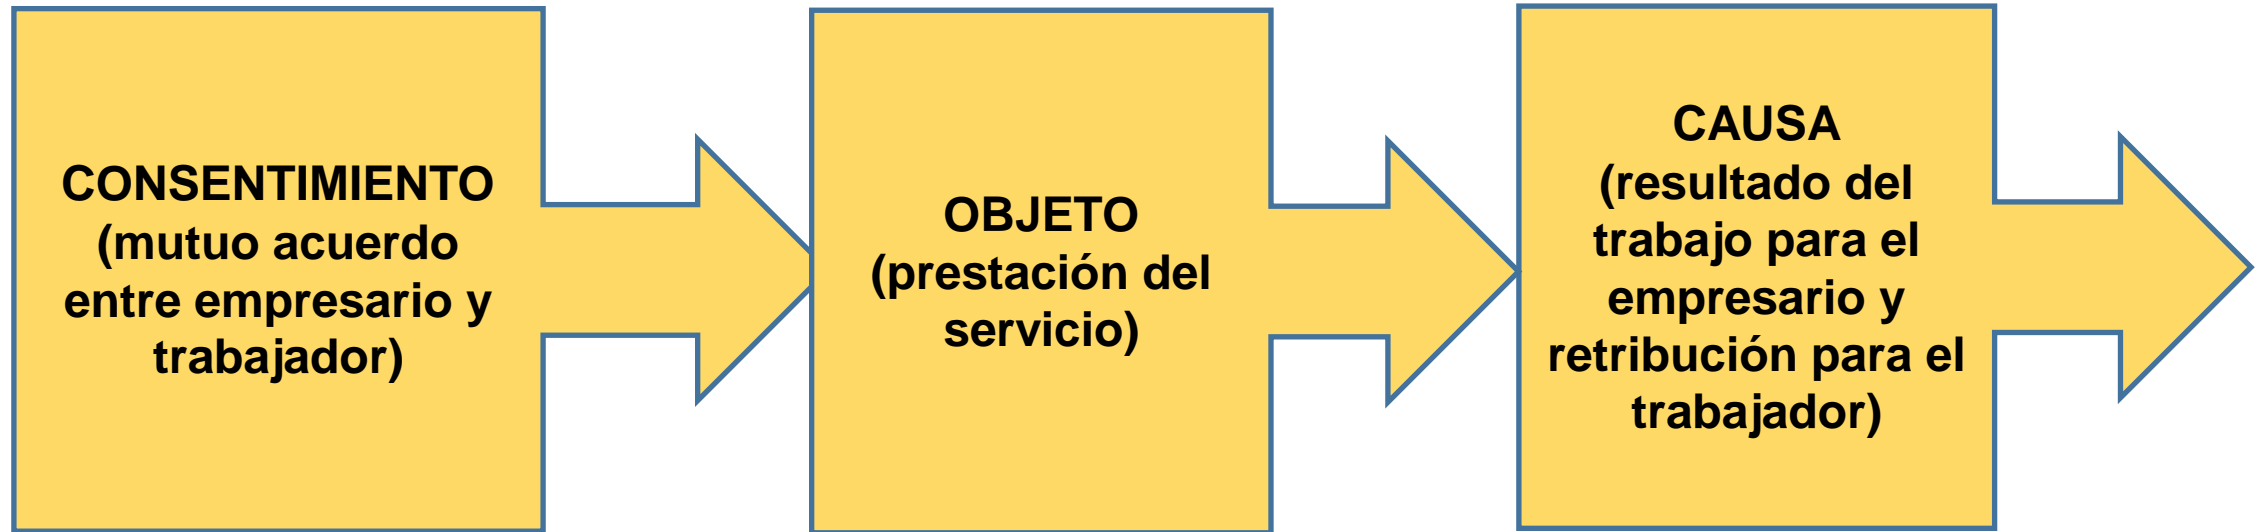 CONSENTIMIENTO
(mutuo acuerdo
entre empresario y
trabajador)
OBJETO
(prestación del
servicio)
CAUSA
(resultado del
trabajo para el
empresario y
retribución para el
trabajador)